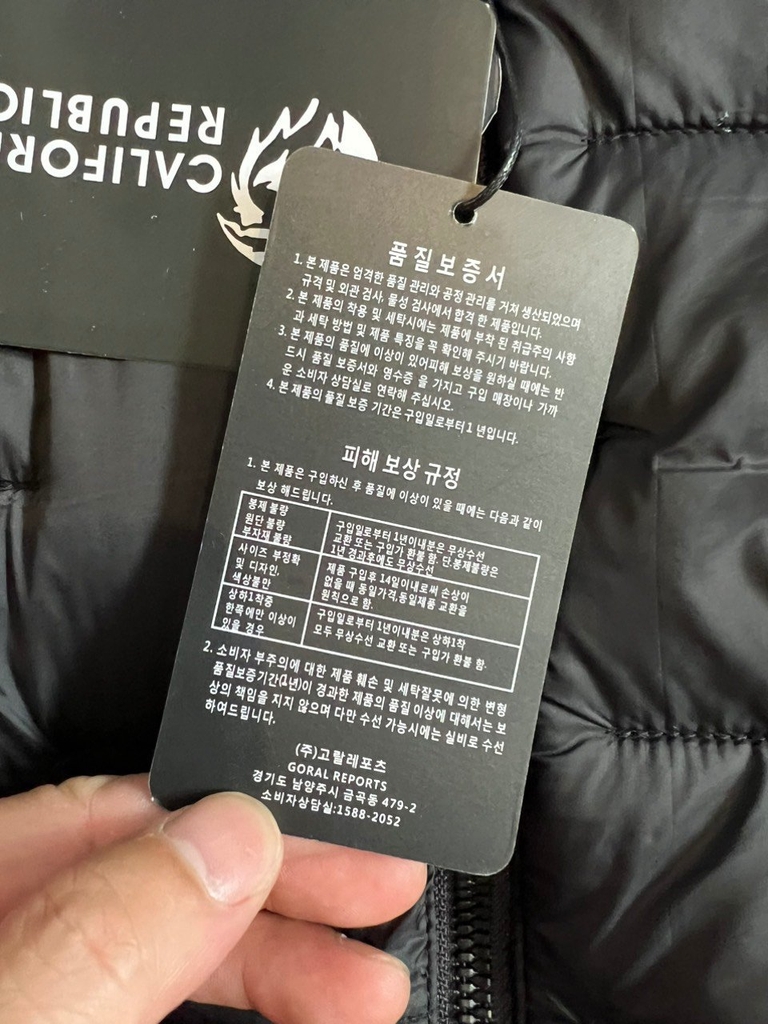 CALIFOR
REPUBLIC
품질보증서
1. 본 제품은 엄격한 품질 관리와 공정 관리를 거쳐 생산되었으며
규격 및 외관 검사, 물성 검사에서 합격 한 제품입니다.
2. 본 제품의 착용 및 세탁시에는 제품에 부착 된 취급주의 사항
과 세탁 방법 및 제품 특징을 꼭 확인해 주시기 바랍니다.
3. 본 제품의 품질에 이상이 있어피해 보상을 원하실 때에는 반
드시 품질 보증서와 영수증 을 가지고 구입 매장이나 가까
운 소비자 상담실로 연락해 주십시오.
4. 본 제품의 품질 보증 기간은 구입일로부터1 년입니다.
피해 보상 규정
1. 본 제품은 구입하신 후 품질에 이상이 있을 때에는 다음과 같이
보상 해드립니다.
봉제 불량
원단 불량
부자재 불량
구입일로부터 1년이내분은 무상수선
교환 또는 구입가 환불 함. 단.봉제불량은
1년 경과후에도 무상수선
사이즈 부정확
및 디자인,
색상불만
제품 구입후 14일이내로써 손상이
없을 때 동일가격,동일제품 교환을
원칙으로 함.
상하1착중
한쪽에만 이상이
있을 경우
구입일로부터 1년이내분은 상하1착
모두 무상수선 교환 또는 구입가 환불 함.
2. 소비자 부주의에 대한 제품 훼손 및 세탁잘못에 의한 변형
품질보증기간(1년)이 경과한 제품의 품질 이상에 대해서는 보
상의 책임을 지지 않으며 다만 수선 가능시에는 실비로 수선
하여드립니다.
(주)고랄레포츠
GORAL REPORTS
경기도 남양주시 금곡동 479-2
소비자상담실:1588-2052